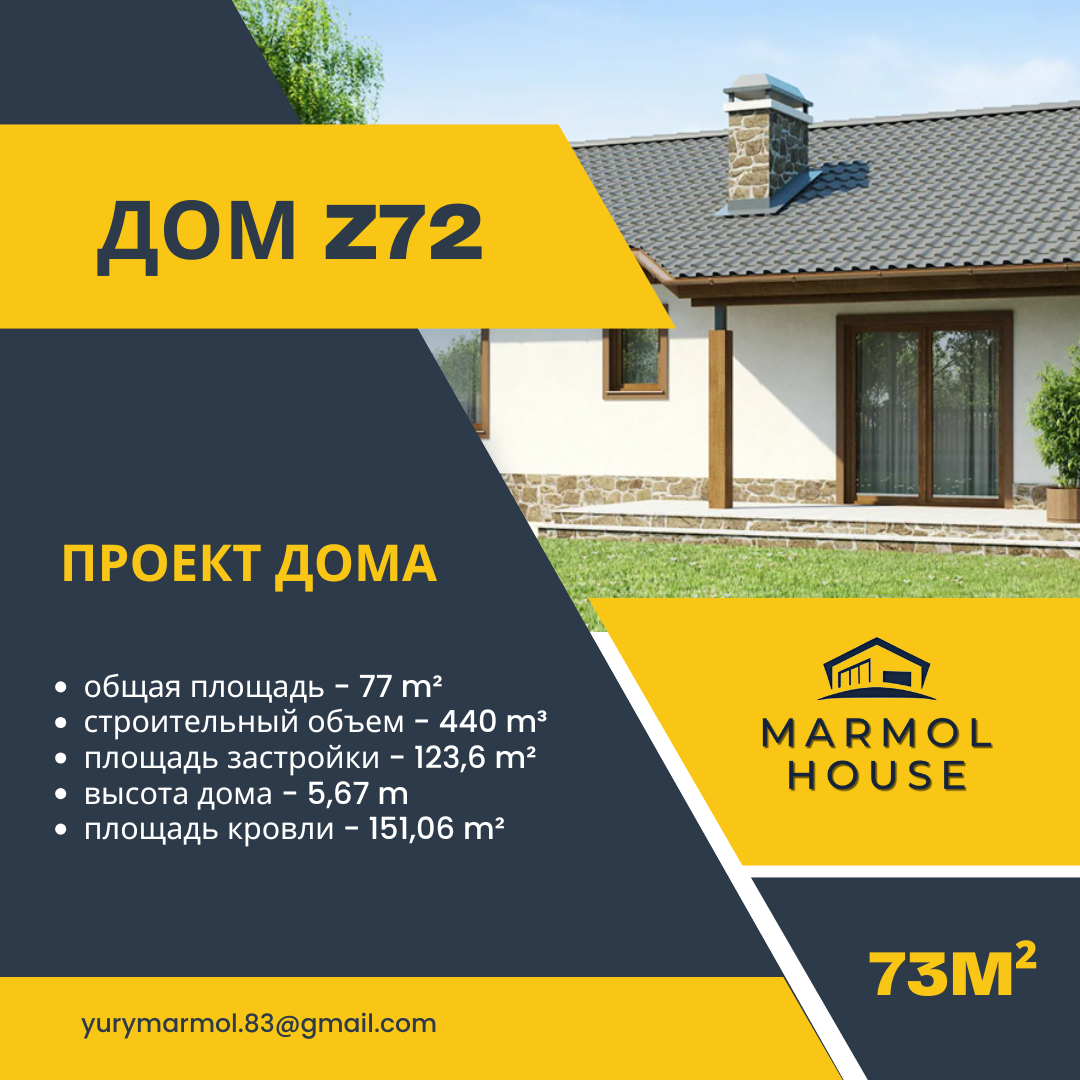 ДОМ Z72
ПРОЕКТ ДОМА
• общая площадь - 77 m²
• строительный объем - 440 m³
• площадь застройки - 123,6 m²
• высота дома - 5,67 m
• площадь кровли - 151,06 m²
MARMOL
HOUSE
73M²
yurymarmol.83@gmail.com